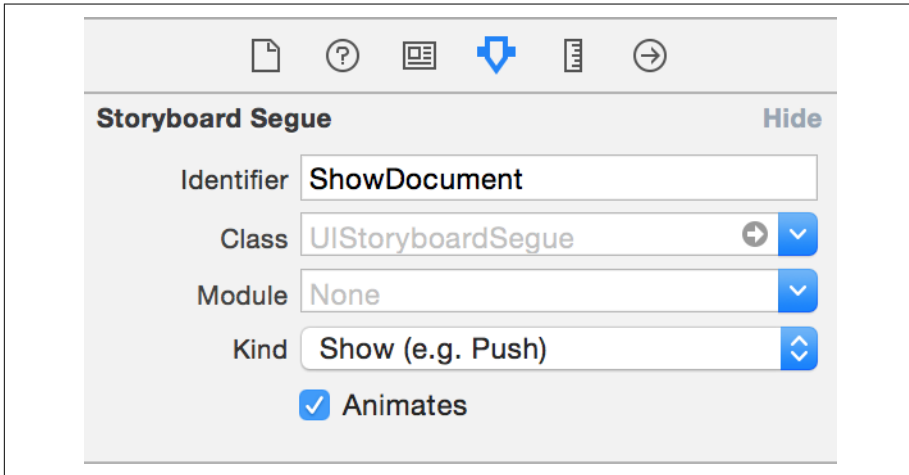 Storyboard Segue Hide
Identifier ShowDocument
Class UIStoryboardSegue
Module None
Kind Show (e.g. Push)
Animates